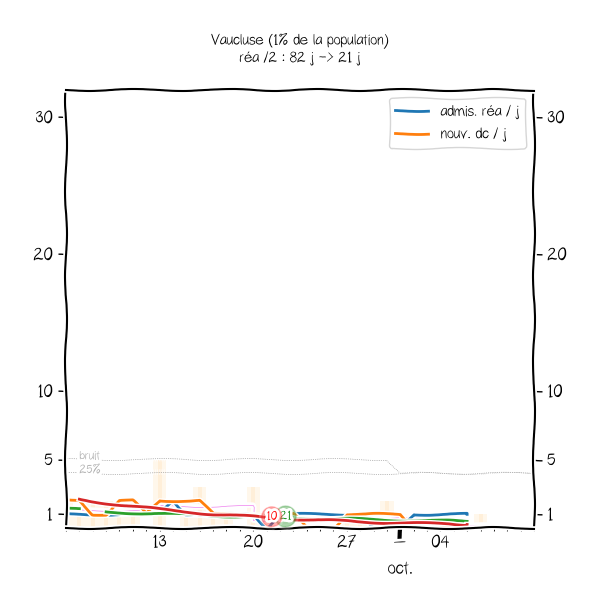 Vaucluse (1% de la population)
réa /2 : 82 j -> 21 j
admis. réa / j
nouv. dc / j
30
30
20
20
10
10
bruit
5
5
25%
1
10
21
1
13
20
27
04
oct.